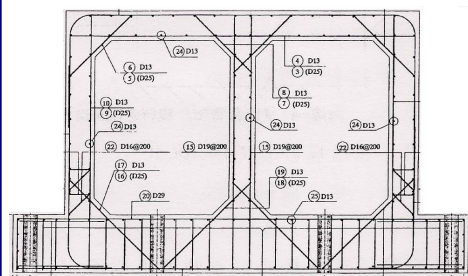 24 D13
6 D13
5 (D25)
4 D13
3 (D25)
10 D13
9 (D25)
8 D13
7 (D25)
24 D13
24 D13
24 D13
22 D16@200
15 D19@200
15 D19@200
22 D16@200
17 D13
16 (D25)
19 D13
18 (D25)
20 D29
25 D13